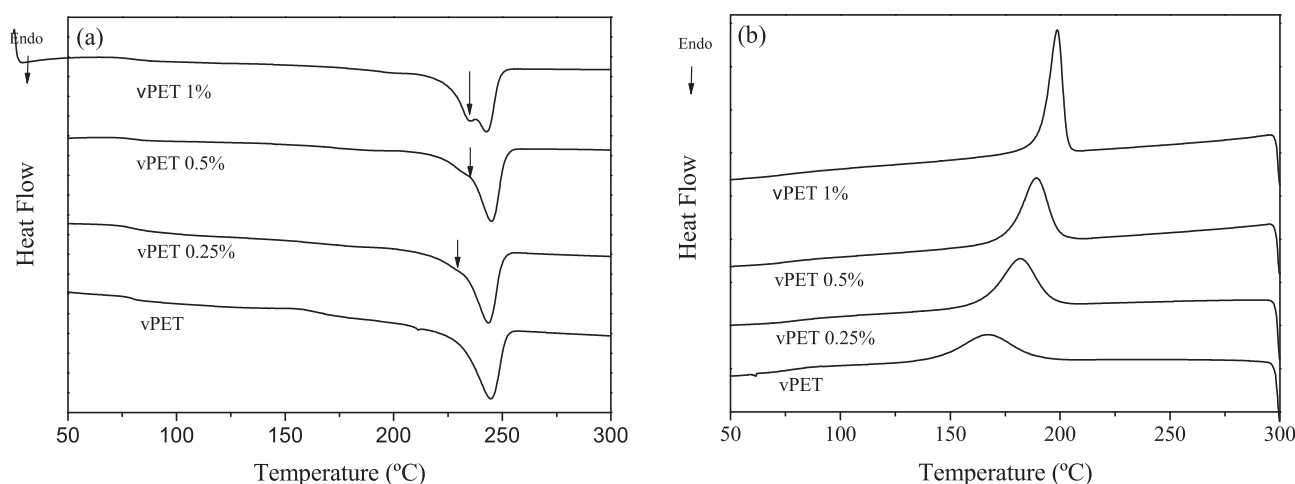 Endo
(a)
vPET 1%
vPET 0.5%
vPET 0.25%
vPET
Heat Flow
50 100 150 200 250 300
Temperature (ºC)
Endo
(b)
vPET 1%
vPET 0.5%
vPET 0.25%
vPET
Heat Flow
50 100 150 200 250 300
Temperature (ºC)